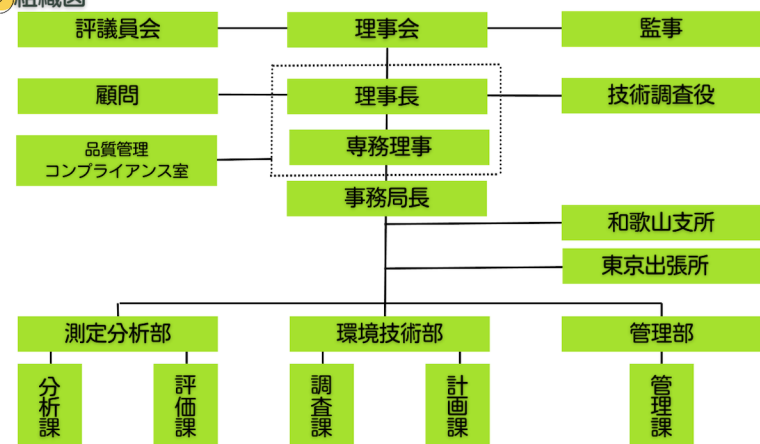 組織図
評議員会
理事会
監事
顧問
理事長
技術調査役
専務理事
品質管理
コンプライアンス室
事務局長
和歌山支所
東京出張所
測定分析部
環境技術部
管理部
分析課
評価課
調査課
計画課
管理課